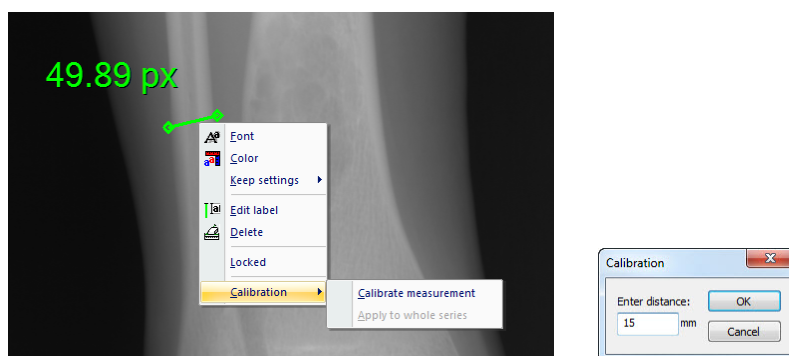 49.89 px
Font
Color
Keep settings
Edit label
Delete
Locked
Calibration
Calibrate measurement
Apply to whole series
Calibration
Enter distance:
15 mm
OK
Cancel